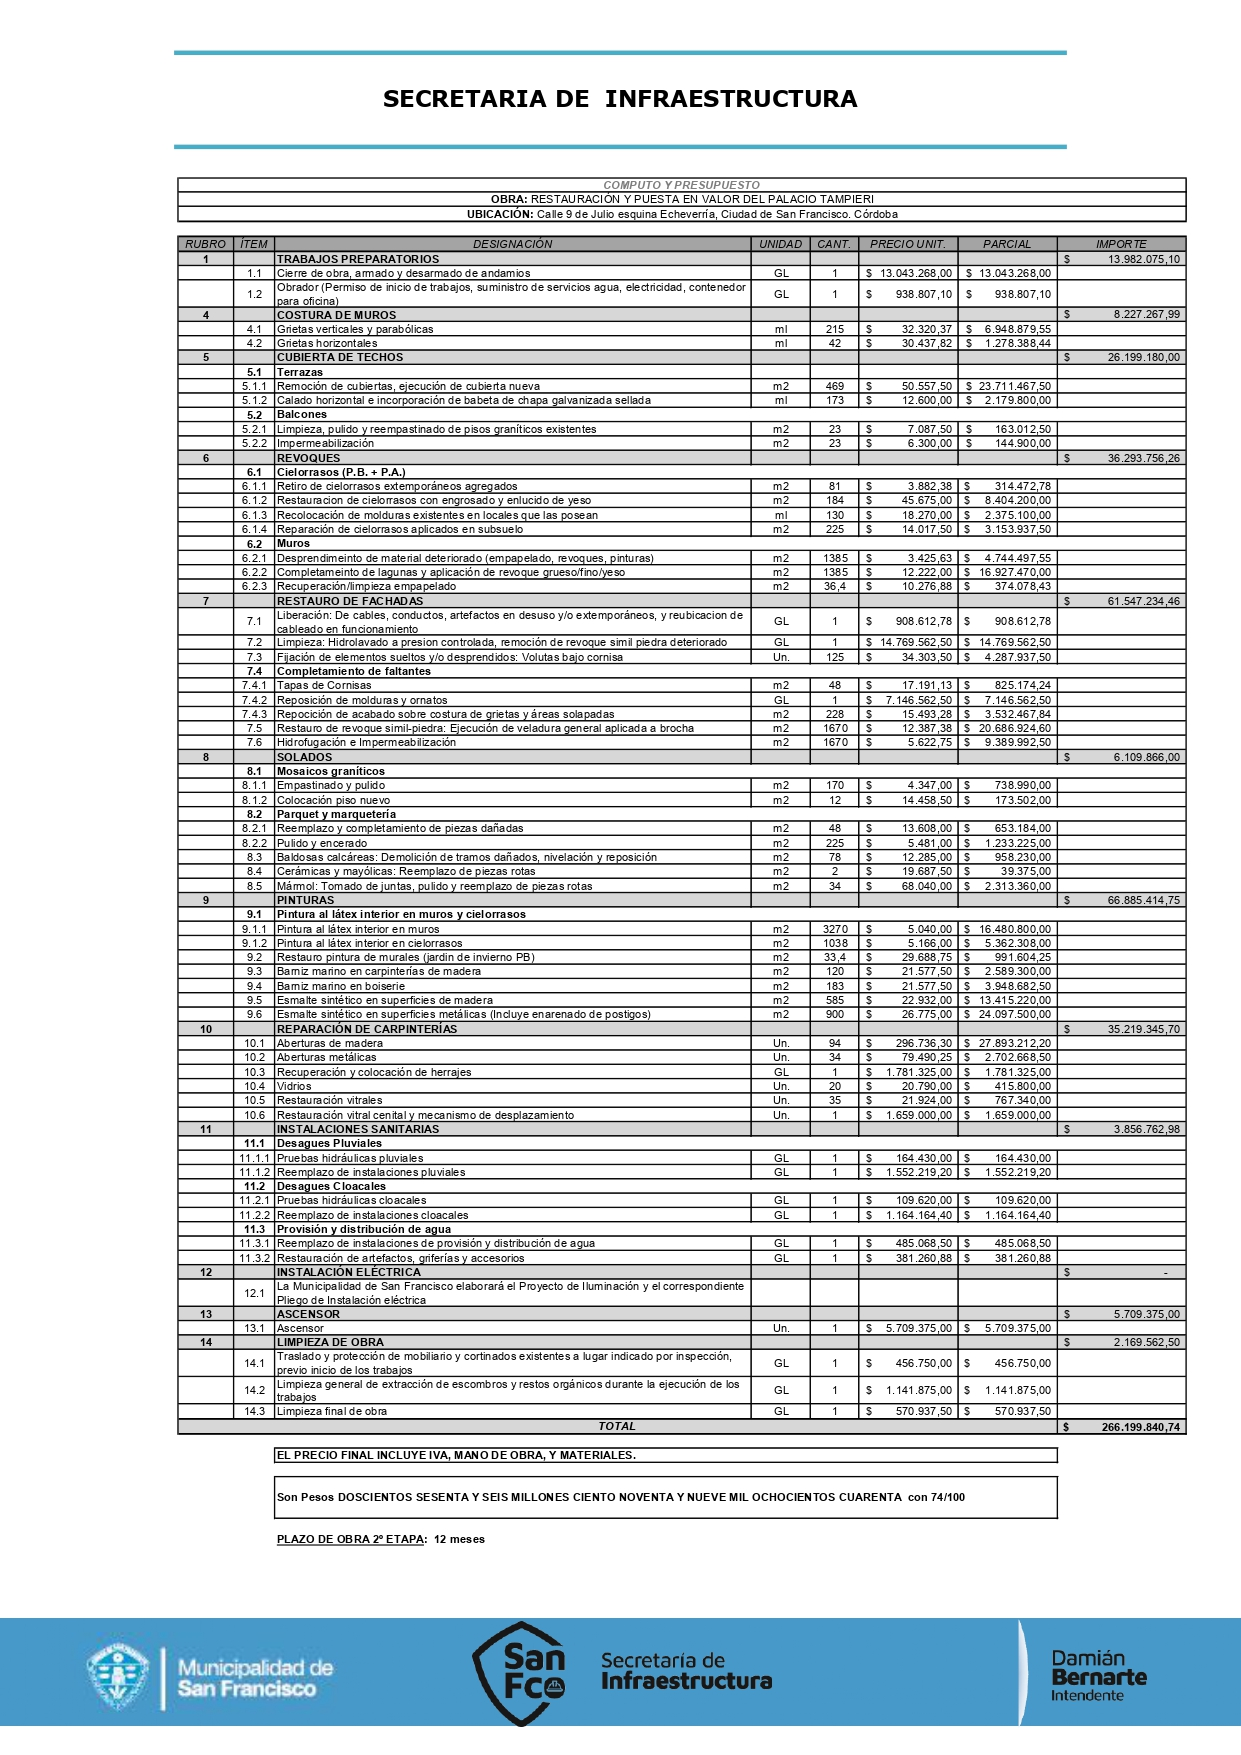 SECRETARIA DE INFRAESTRUCTURA
COMPUTO Y PRESUPUESTO
OBRA: RESTAURACIÓN Y PUESTA EN VALOR DEL PALACIO TAMPIERI
UBICACIÓN: Calle 9 de Julio esquina Echeverría, Ciudad de San Francisco. Córdoba
RUBRO ÍTEM DESIGNACIÓN UNIDAD CANT. PRECIO UNIT. PARCIAL IMPORTE
1 TRABAJOS PREPARATORIOS $ 13.982.075,10
1.1 Cierre de obra, armado y desarmado de andamios GL 1 $ 13.043.268,00 $ 13.043.268,00
1.2 Obrador (Permiso de inicio de trabajos, suministro de servicios agua, electricidad, contenedor
para oficina) GL 1 $ 938.807,10 $ 938.807,10
4 COSTURA DE MUROS $ 8.227.267,99
4.1 Grietas verticales y parabólicas ml 215 $ 32.320,37 $ 6.948.879,55
4.2 Grietas horizontales ml 42 $ 30.437,82 $ 1.278.388,44
5 CUBIERTA DE TECHOS $ 26.199.180,00
5.1 Terrazas
5.1.1 Remoción de cubiertas, ejecución de cubierta nueva m2 469 $ 50.557,50 $ 23.711.467,50
5.1.2 Calado horizontal e incorporación de babeta de chapa galvanizada sellada ml 173 $ 12.600,00 $ 2.179.800,00
5.2 Balcones
5.2.1 Limpieza, pulido y reempastinado de pisos graníticos existentes m2 23 $ 7.087,50 $ 163.012,50
5.2.2 Impermeabilización m2 23 $ 6.300,00 $ 144.900,00
6 REVOQUES $ 36.293.756,26
6.1 Cielorrasos (P.B. + P.A.)
6.1.1 Retiro de cielorrasos extemporáneos agregados m2 81 $ 3.882,38 $ 314.472,78
6.1.2 Restauracion de cielorrasos con engrosado y enlucido de yeso m2 184 $ 45.675,00 $ 8.404.200,00
6.1.3 Recolocación de molduras existentes en locales que las posean ml 130 $ 18.270,00 $ 2.375.100,00
6.1.4 Reparación de cielorrasos aplicados en subsuelo m2 225 $ 14.017,50 $ 3.153.937,50
6.2 Muros
6.2.1 Desprendimeinto de material deteriorado (empapelado, revoques, pinturas) m2 1385 $ 3.425,63 $ 4.744.497,55
6.2.2 Completameinto de lagunas y aplicación de revoque grueso/fino/yeso m2 1385 $ 12.222,00 $ 16.927.470,00
6.2.3 Recuperación/limpieza empapelado m2 36,4 $ 10.276,88 $ 374.078,43
7 RESTAURO DE FACHADAS $ 61.547.234,46
7.1 Liberación: De cables, conductos, artefactos en desuso y/o extemporáneos, y reubicacion de
cableado en funcionamiento GL 1 $ 908.612,78 $ 908.612,78
7.2 Limpieza: Hidrolavado a presion controlada, remoción de revoque simil piedra deteriorado GL 1 $ 14.769.562,50 $ 14.769.562,50
7.3 Fijación de elementos sueltos y/o desprendidos: Volutas bajo cornisa Un. 125 $ 34.303,50 $ 4.287.937,50
7.4 Completamiento de faltantes
7.4.1 Tapas de Cornisas m2 48 $ 17.191,13 $ 825.174,24
7.4.2 Reposición de molduras y ornatos GL 1 $ 7.146.562,50 $ 7.146.562,50
7.4.3 Repocición de acabado sobre costura de grietas y áreas solapadas m2 228 $ 15.493,28 $ 3.532.467,84
7.5 Restauro de revoque simil-piedra: Ejecución de veladura general aplicada a brocha m2 1670 $ 12.387,38 $ 20.686.924,60
7.6 Hidrofugación e Impermeabilización m2 1670 $ 5.622,75 $ 9.389.992,50
8 SOLADOS $ 6.109.866,00
8.1 Mosaicos graníticos
8.1.1 Empastinado y pulido m2 170 $ 4.347,00 $ 738.990,00
8.1.2 Colocación piso nuevo m2 12 $ 14.458,50 $ 173.502,00
8.2 Parquet y marquetería
8.2.1 Reemplazo y completamiento de piezas dañadas m2 48 $ 13.608,00 $ 653.184,00
8.2.2 Pulido y encerado m2 225 $ 5.481,00 $ 1.233.225,00
8.3 Baldosas calcáreas: Demolición de tramos dañados, nivelación y reposición m2 78 $ 12.285,00 $ 958.230,00
8.4 Cerámicas y mayólicas: Reemplazo de piezas rotas m2 2 $ 19.687,50 $ 39.375,00
8.5 Mármol: Tomado de juntas, pulido y reemplazo de piezas rotas m2 34 $ 68.040,00 $ 2.313.360,00
9 PINTURAS $ 66.885.414,75
9.1 Pintura al látex interior en muros y cielorrasos
9.1.1 Pintura al látex interior en muros m2 3270 $ 5.040,00 $ 16.480.800,00
9.1.2 Pintura al látex interior en cielorrasos m2 1038 $ 5.166,00 $ 5.362.308,00
9.2 Restauro pintura de murales (jardin de invierno PB) m2 33,4 $ 29.688,75 $ 991.604,25
9.3 Barniz marino en carpinterías de madera m2 120 $ 21.577,50 $ 2.589.300,00
9.4 Barniz marino en boiserie m2 183 $ 21.577,50 $ 3.948.682,50
9.5 Esmalte sintético en superficies de madera m2 585 $ 22.932,00 $ 13.415.220,00
9.6 Esmalte sintético en superficies metálicas (Incluye enarenado de postigos) m2 900 $ 26.775,00 $ 24.097.500,00
10 REPARACIÓN DE CARPINTERÍAS $ 35.219.345,70
10.1 Aberturas de madera Un. 94 $ 296.736,30 $ 27.893.212,20
10.2 Aberturas metálicas Un. 34 $ 79.490,25 $ 2.702.668,50
10.3 Recuperación y colocación de herrajes GL 1 $ 1.781.325,00 $ 1.781.325,00
10.4 Vidrios Un. 20 $ 20.790,00 $ 415.800,00
10.5 Restauración vitrales Un. 35 $ 21.924,00 $ 767.340,00
10.6 Restauración vitral cenital y mecanismo de desplazamiento Un. 1 $ 1.659.000,00 $ 1.659.000,00
11 INSTALACIONES SANITARIAS $ 3.856.762,98
11.1 Desagues Pluviales
11.1.1 Pruebas hidráulicas pluviales GL 1 $ 164.430,00 $ 164.430,00
11.1.2 Reemplazo de instalaciones pluviales GL 1 $ 1.552.219,20 $ 1.552.219,20
11.2 Desagues Cloacales
11.2.1 Pruebas hidráulicas cloacales GL 1 $ 109.620,00 $ 109.620,00
11.2.2 Reemplazo de instalaciones cloacales GL 1 $ 1.164.164,40 $ 1.164.164,40
11.3 Provisión y distribución de agua
11.3.1 Reemplazo de instalaciones de provisión y distribución de agua GL 1 $ 485.068,50 $ 485.068,50
11.3.2 Restauración de artefactos, griferías y accesorios GL 1 $ 381.260,88 $ 381.260,88
12 INSTALACIÓN ELÉCTRICA $ -
12.1 La Municipalidad de San Francisco elaborará el Proyecto de Iluminación y el correspondiente
Pliego de Instalación eléctrica
13 ASCENSOR $ 5.709.375,00
13.1 Ascensor Un. 1 $ 5.709.375,00 $ 5.709.375,00
14 LIMPIEZA DE OBRA $ 2.169.562,50
14.1 Traslado y protección de mobiliario y cortinados existentes a lugar indicado por inspección,
previo inicio de los trabajos GL 1 $ 456.750,00 $ 456.750,00
14.2 Limpieza general de extracción de escombros y restos orgánicos durante la ejecución de los
trabajos GL 1 $ 1.141.875,00 $ 1.141.875,00
14.3 Limpieza final de obra GL 1 $ 570.937,50 $ 570.937,50
TOTAL $ 266.199.840,74
EL PRECIO FINAL INCLUYE IVA, MANO DE OBRA, Y MATERIALES.
Son Pesos DOSCIENTOS SESENTA Y SEIS MILLONES CIENTO NOVENTA Y NUEVE MIL OCHOCIENTOS CUARENTA con 74/100
PLAZO DE OBRA 2º ETAPA: 12 meses
Municipalidad de
San Francisco
San
Fco
Secretaría de
Infraestructura
Damián
Bernarte
Intendente